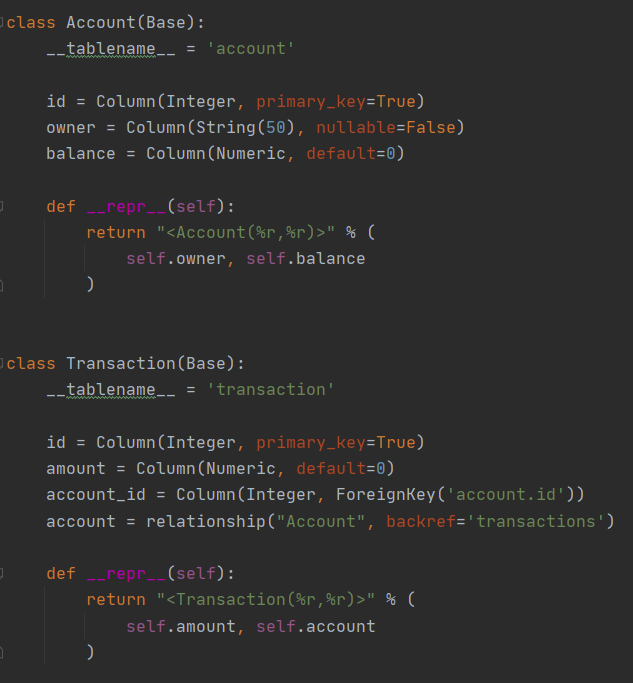 class Account(Base):
    __tablename__ = 'account'
    id = Column(Integer, primary_key=True)
    owner = Column(String(50), nullable=False)
    balance = Column(Numeric, default=0)
    def __repr__(self):
        return "<Account(%r,%r)>" % (
            self.owner, self.balance
        )
class Transaction(Base):
    __tablename__ = 'transaction'
    id = Column(Integer, primary_key=True)
    amount = Column(Numeric, default=0)
    account_id = Column(Integer, ForeignKey('account.id'))
    account = relationship("Account", backref='transactions')
    def __repr__(self):
        return "<Transaction(%r,%r)>" % (
            self.amount, self.account
        )